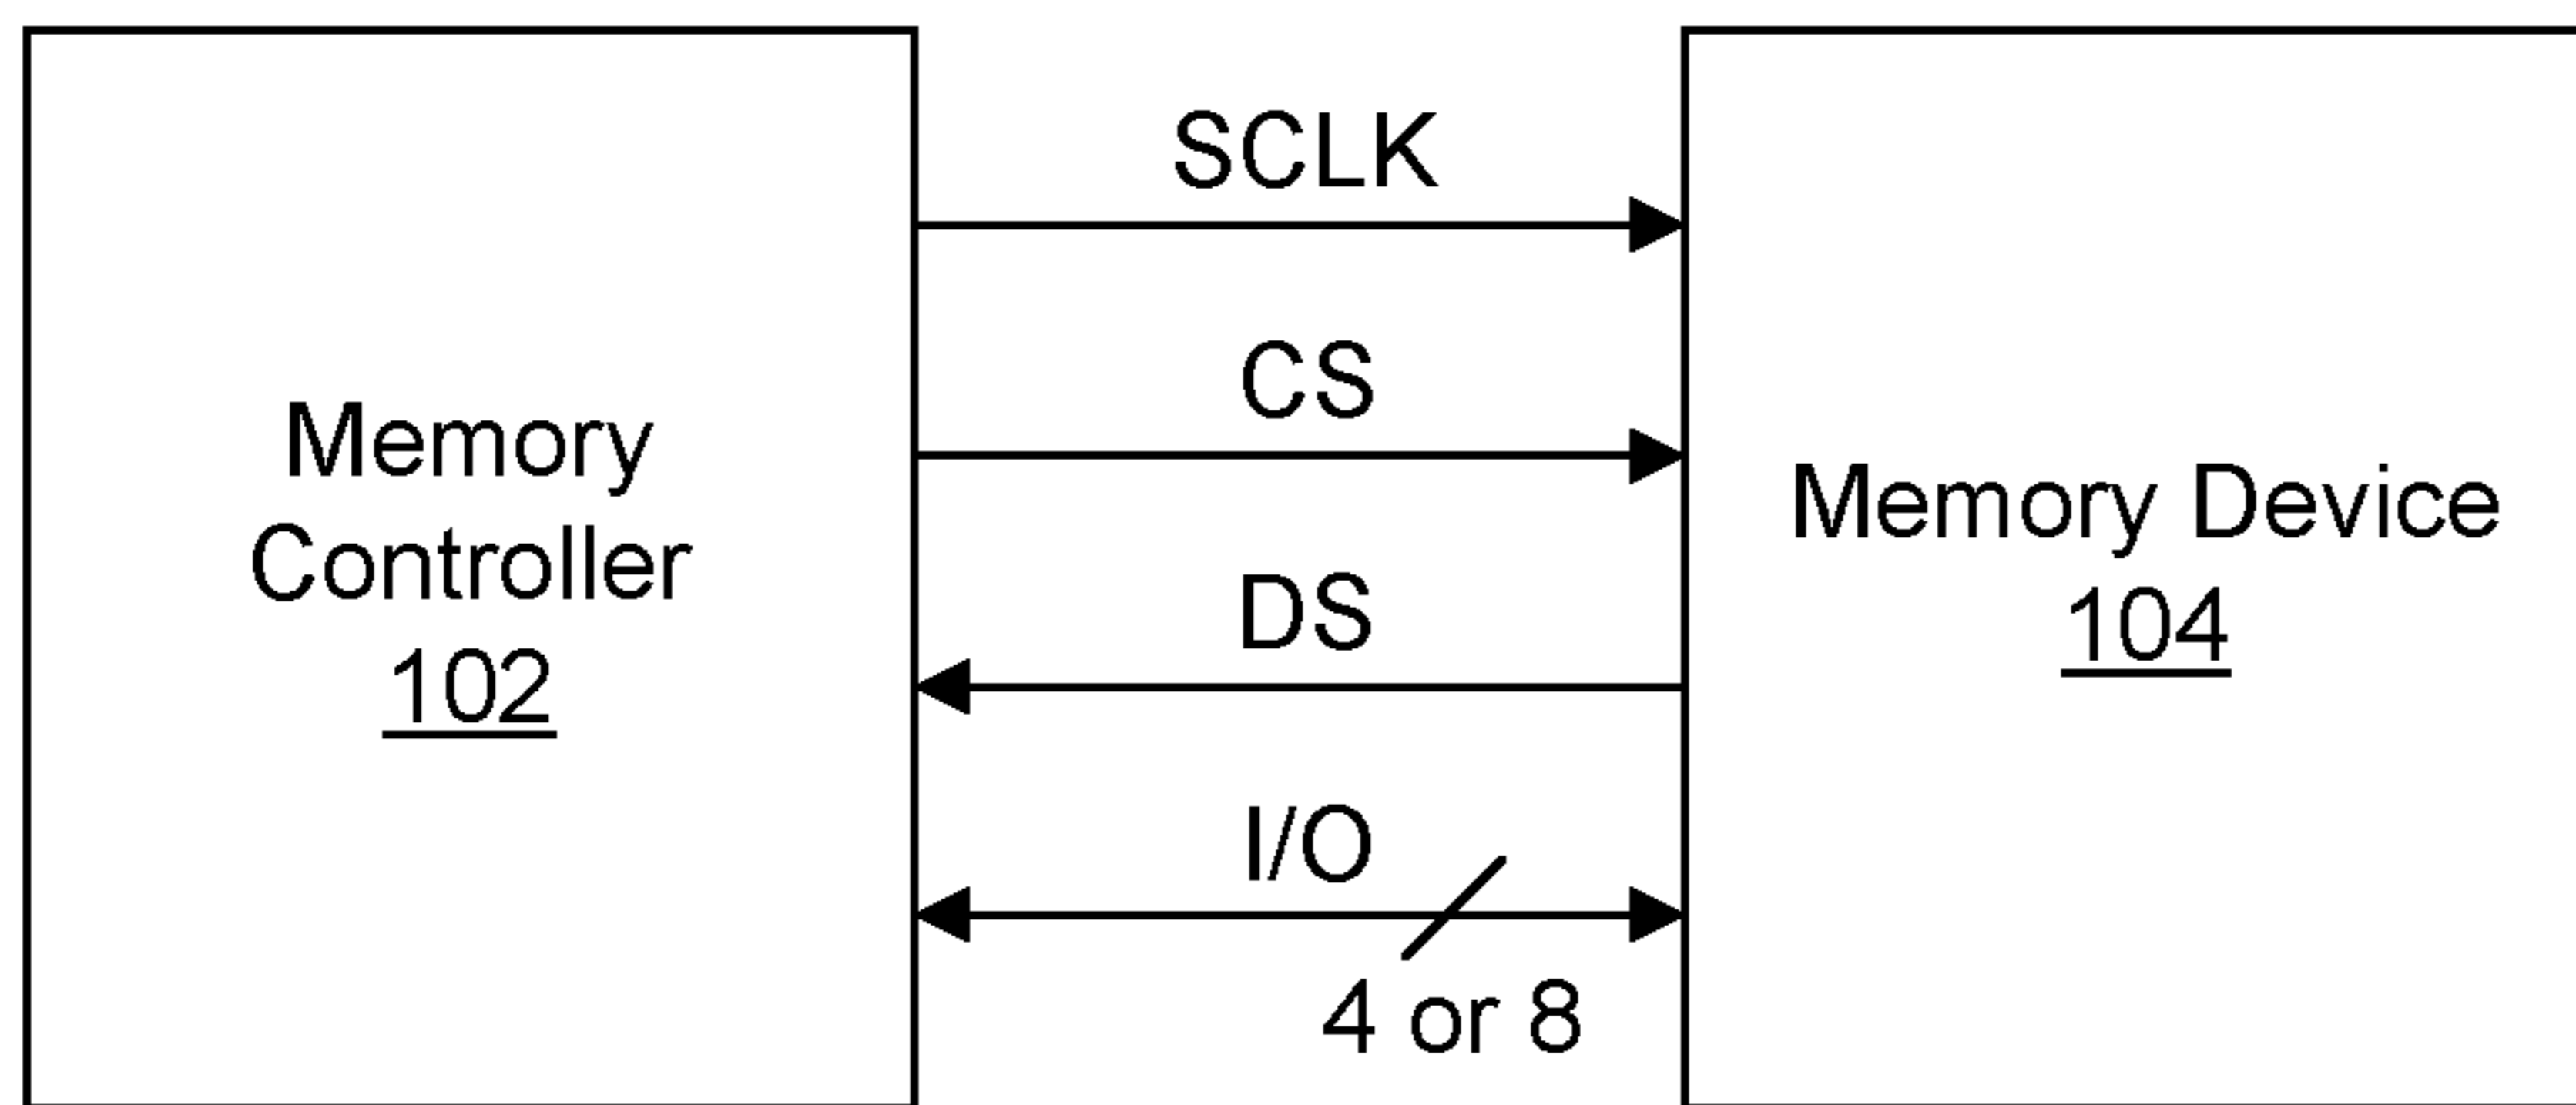 Memory
Controller
102
SCLK
CS
DS
I/O
4 or 8
Memory Device
104